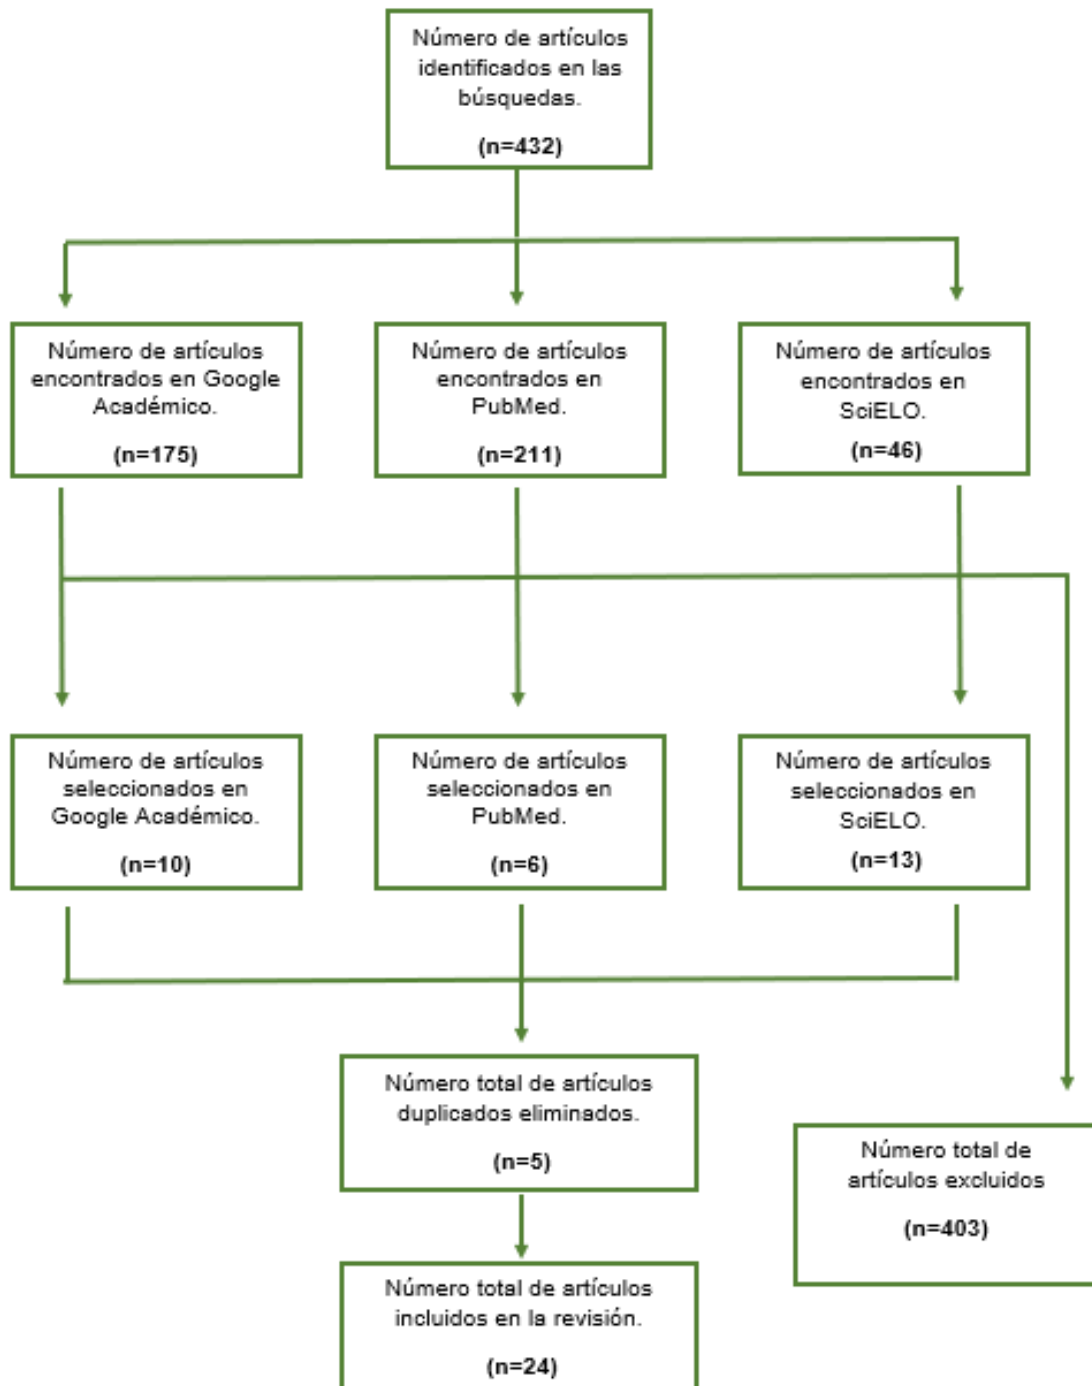 Número de artículos
identificados en las
búsquedas.
(n=432)
Número de artículos
encontrados en Google
Académico.
(n=175)
Número de artículos
encontrados en
PubMed.
(n=211)
Número de artículos
encontrados en
SciELO.
(n=46)
Número de artículos
seleccionados en
Google Académico.
(n=10)
Número de artículos
seleccionados en
PubMed.
(n=6)
Número de artículos
seleccionados en
SciELO.
(n=13)
Número total de artículos
duplicados eliminados.
(n=5)
Número total de
artículos excluidos
(n=403)
Número total de artículos
incluidos en la revisión.
(n=24)